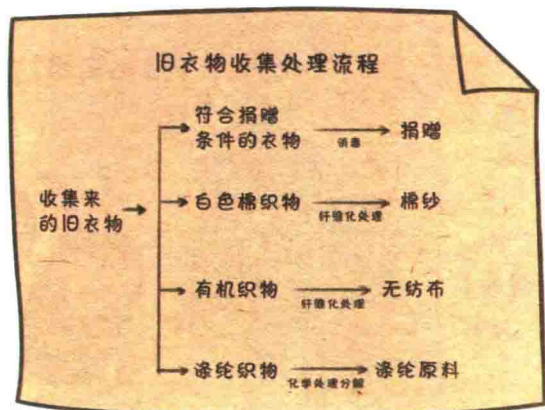 旧衣物收集处理流程
符合捐赠
条件的衣物
消毒
捐赠
收集来
的旧衣物
白色棉织物
纤维化处理
棉纱
有机织物
纤维化处理
无纺布
涤纶织物
化学处理分解
涤纶原料